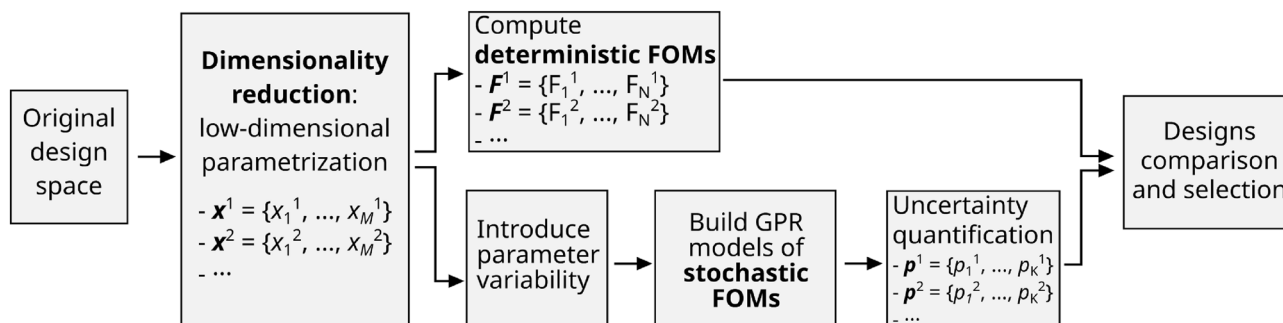 Original
design
space
Dimensionality
reduction:
low-dimensional
parametrization
- x¹ = {x₁¹, ..., x_M¹}
- x² = {x₁², ..., x_M²}
- ...
Compute
deterministic FOMs
- F¹ = {F₁¹, ..., F_N¹}
- F² = {F₁², ..., F_N²}
- ...
Introduce
parameter
variability
Build GPR
models of
stochastic
FOMs
Uncertainty
quantification
- p¹ = {p₁¹, ..., p_K¹}
- p² = {p₁², ..., p_K²}
- ...
Designs
comparison
and selection